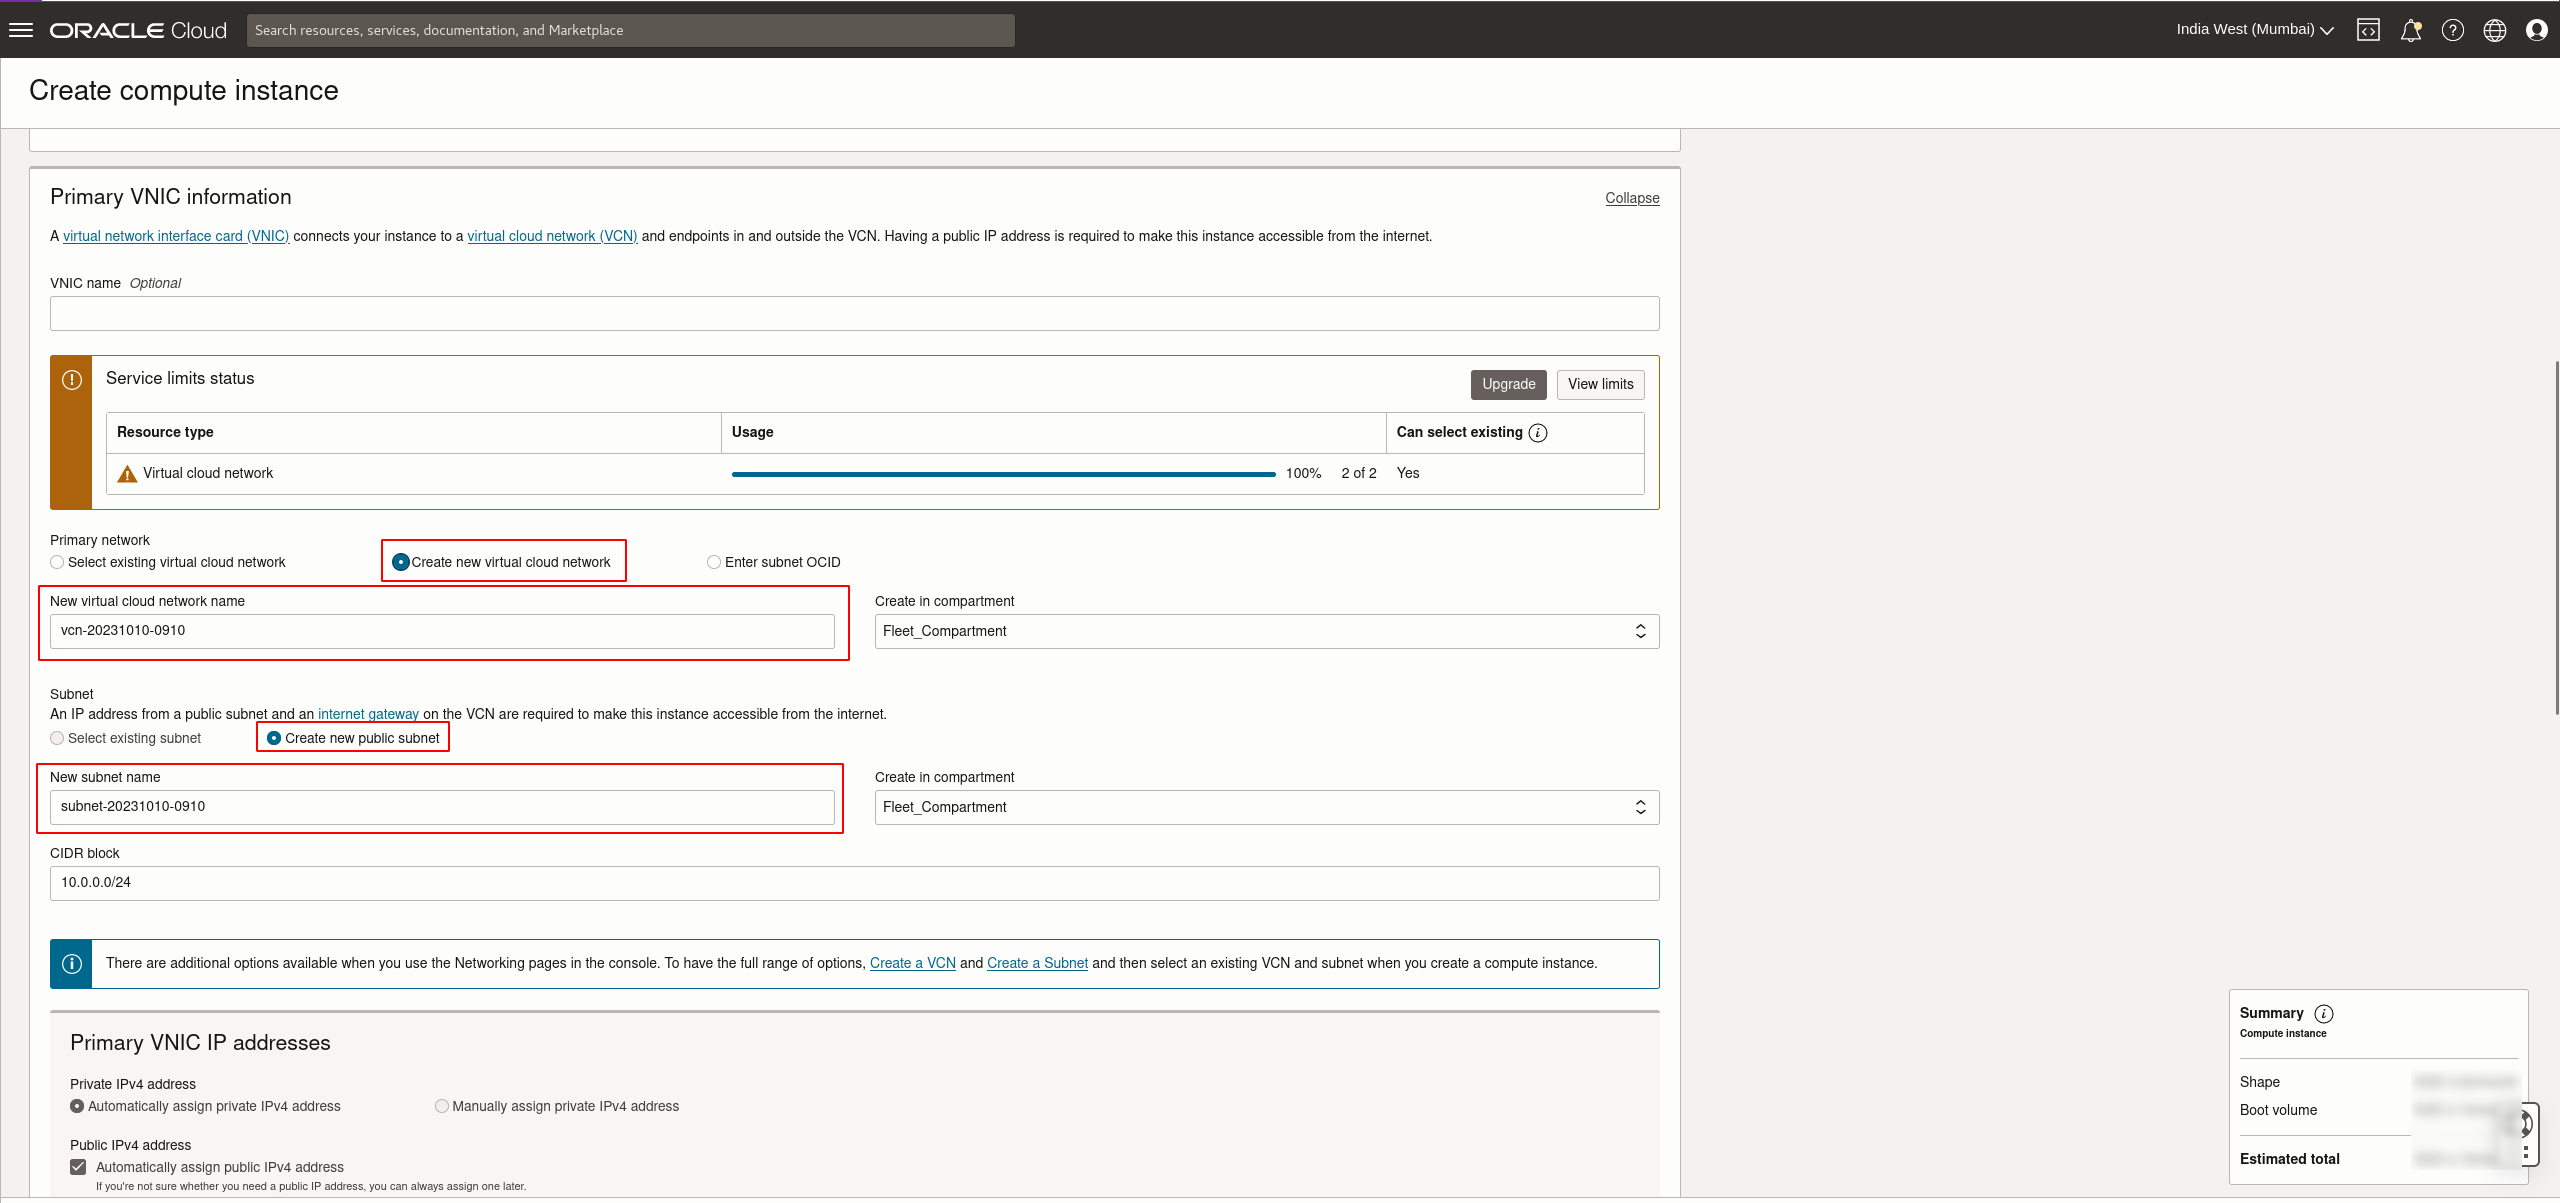 ORACLE Cloud
Search resources, services, documentation, and Marketplace
India West (Mumbai)
Create compute instance
Primary VNIC information
Collapse
A virtual network interface card (VNIC) connects your instance to a virtual cloud network (VCN) and endpoints in and outside the VCN. Having a public IP address is required to make this instance accessible from the internet.
VNIC name Optional
Service limits status
Upgrade
View limits
Resource type Usage Can select existing
Virtual cloud network 100% 2 of 2 Yes
Primary network
Select existing virtual cloud network Create new virtual cloud network Enter subnet OCID
New virtual cloud network name Create in compartment
vcn-20231010-0910 Fleet_Compartment
Subnet
An IP address from a public subnet and an internet gateway on the VCN are required to make this instance accessible from the internet.
Select existing subnet Create new public subnet
New subnet name Create in compartment
subnet-20231010-0910 Fleet_Compartment
CIDR block
10.0.0.0/24
There are additional options available when you use the Networking pages in the console. To have the full range of options, Create a VCN and Create a Subnet and then select an existing VCN and subnet when you create a compute instance.
Primary VNIC IP addresses
Private IPv4 address
Automatically assign private IPv4 address Manually assign private IPv4 address
Public IPv4 address
Automatically assign public IPv4 address
If you're not sure whether you need a public IP address, you can always assign one later.
Summary
Compute instance
Shape
Boot volume
Estimated total